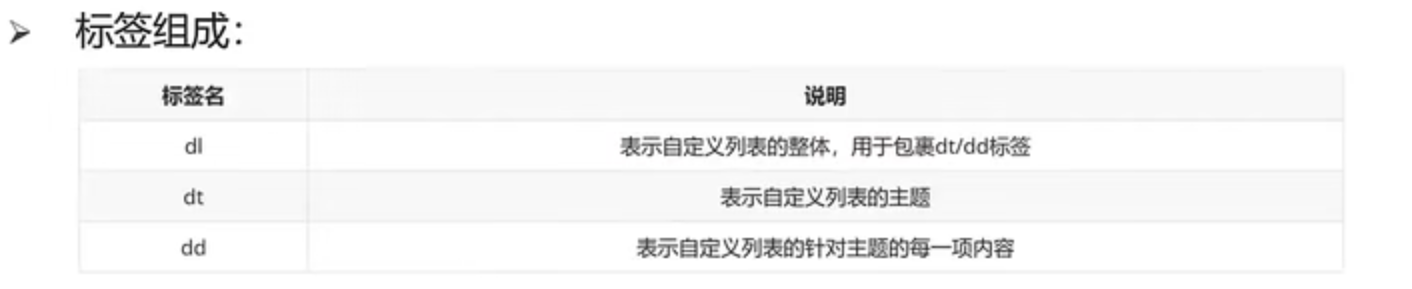 标签组成：
标签名 说明
dl 表示自定义列表的整体，用于包裹dt/dd标签
dt 表示自定义列表的主题
dd 表示自定义列表的针对主题的每一项内容